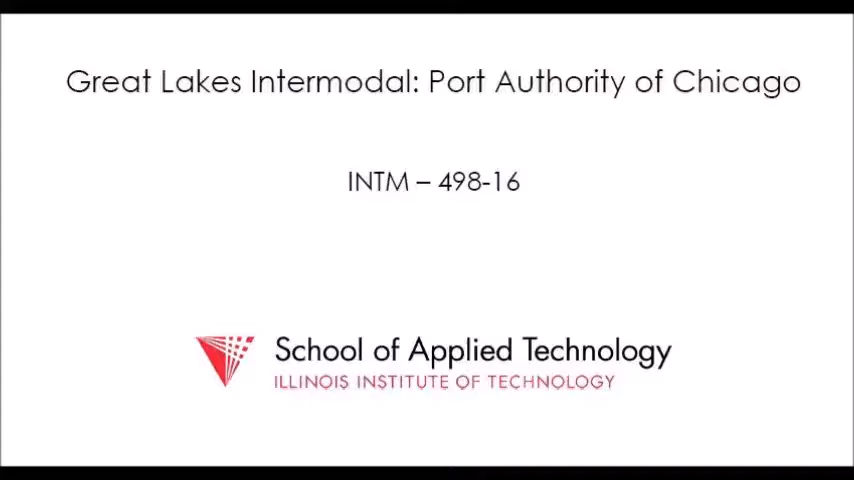 Great Lakes Intermodal: Port Authority of Chicago
INTM – 498-16
School of Applied Technology
ILLINOIS INSTITUTE OF TECHNOLOGY